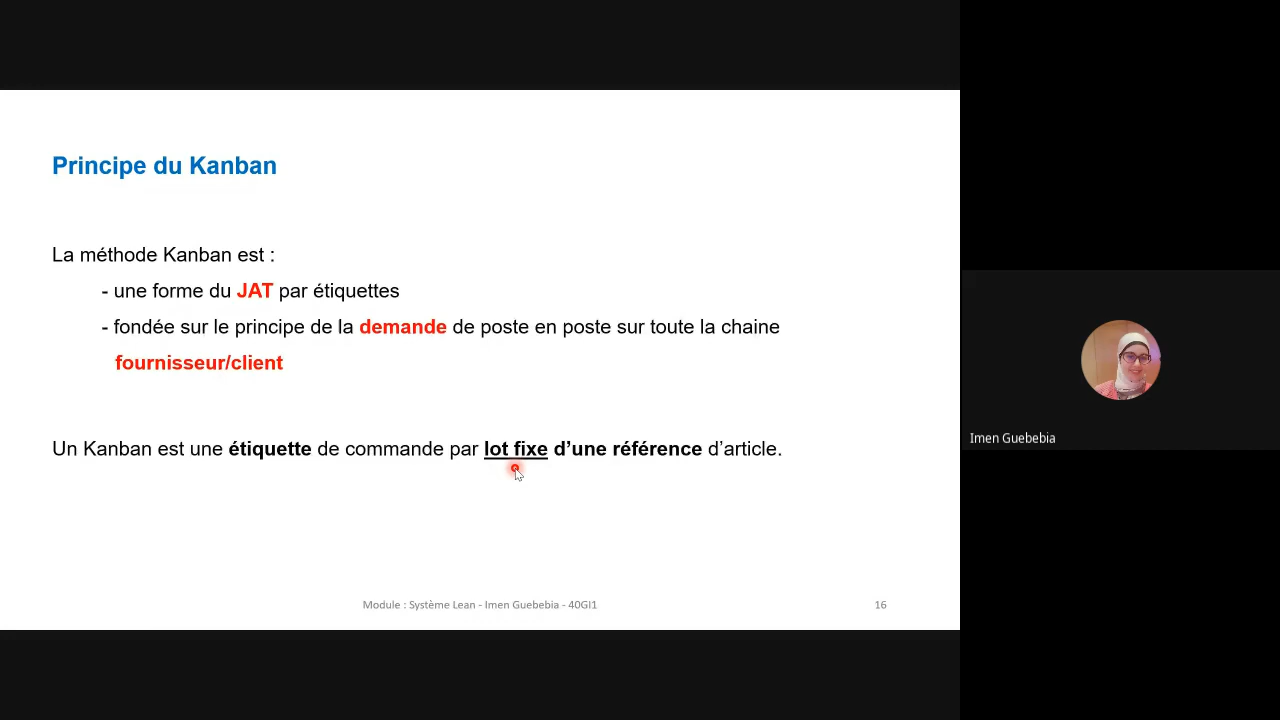 Principe du Kanban
La méthode Kanban est :
- une forme du JAT par étiquettes
- fondée sur le principe de la demande de poste en poste sur toute la chaine
fournisseur/client
Un Kanban est une étiquette de commande par lot fixe d’une référence d’article.
Module : Système Lean - Imen Guebebia - 40GI1
16
Imen Guebebia